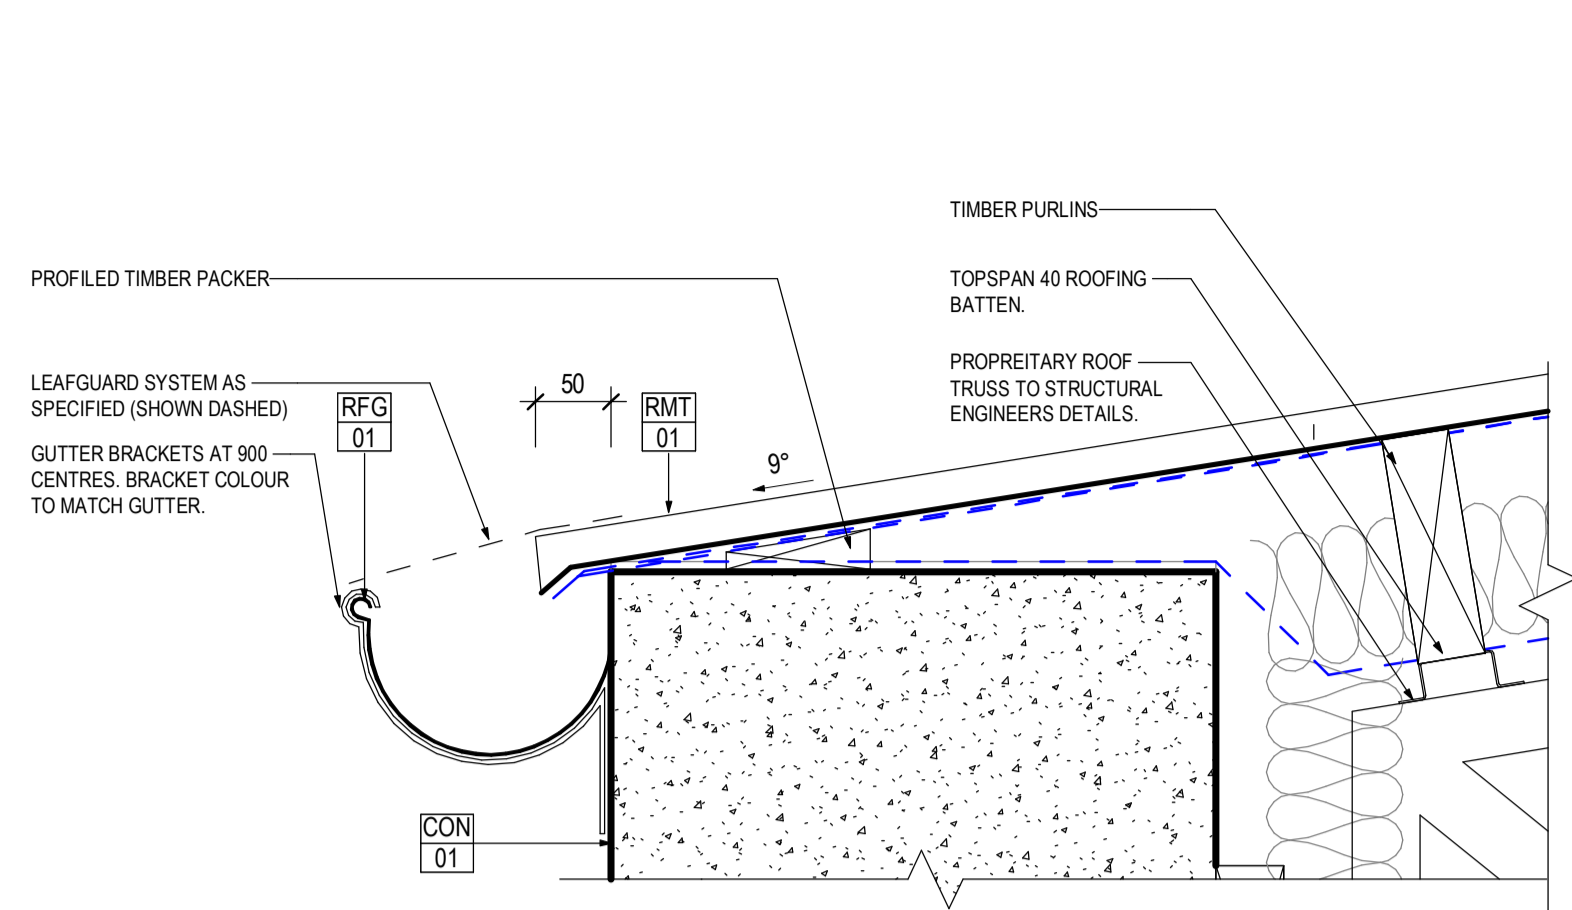 TIMBER PURLINS
PROFILED TIMBER PACKER
TOPSPAN 40 ROOFING
BATTEN.
PROPREITARY ROOF
TRUSS TO STRUCTURAL
ENGINEERS DETAILS.
LEAFGUARD SYSTEM AS
SPECIFIED (SHOWN DASHED)
GUTTER BRACKETS AT 900
CENTRES. BRACKET COLOUR
TO MATCH GUTTER.
RFG
01
50
RMT
01
9°
CON
01